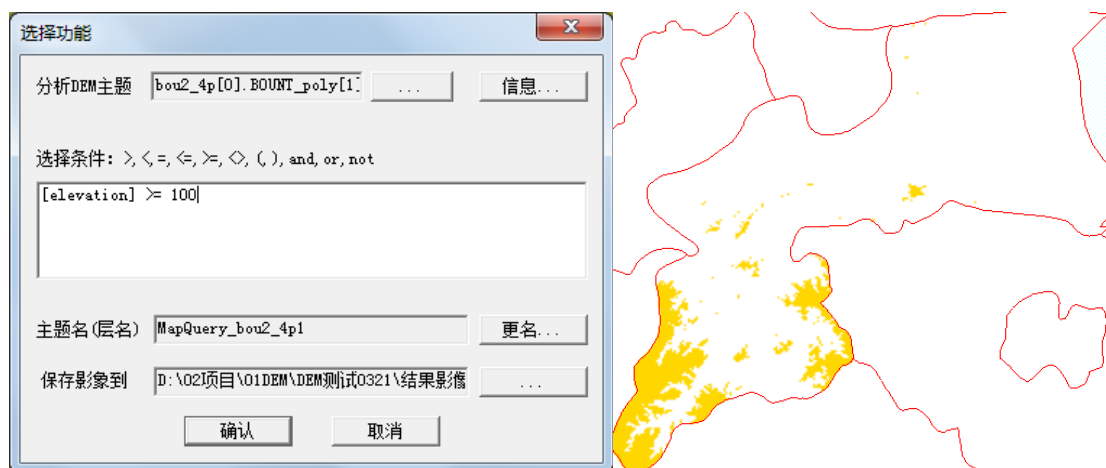 选择功能
分析DEM主题 bou2_4p[0].BOUNT_poly[1] ... 信息...
选择条件: >, <, =, <=, >=, <>, (, ), and, or, not
[elevation] >= 100
主题名(层名) MapQuery_bou2_4p1 更名...
保存影象到 D:\02项目\01DEM\DEM测试0321\结果影像 ...
确认 取消